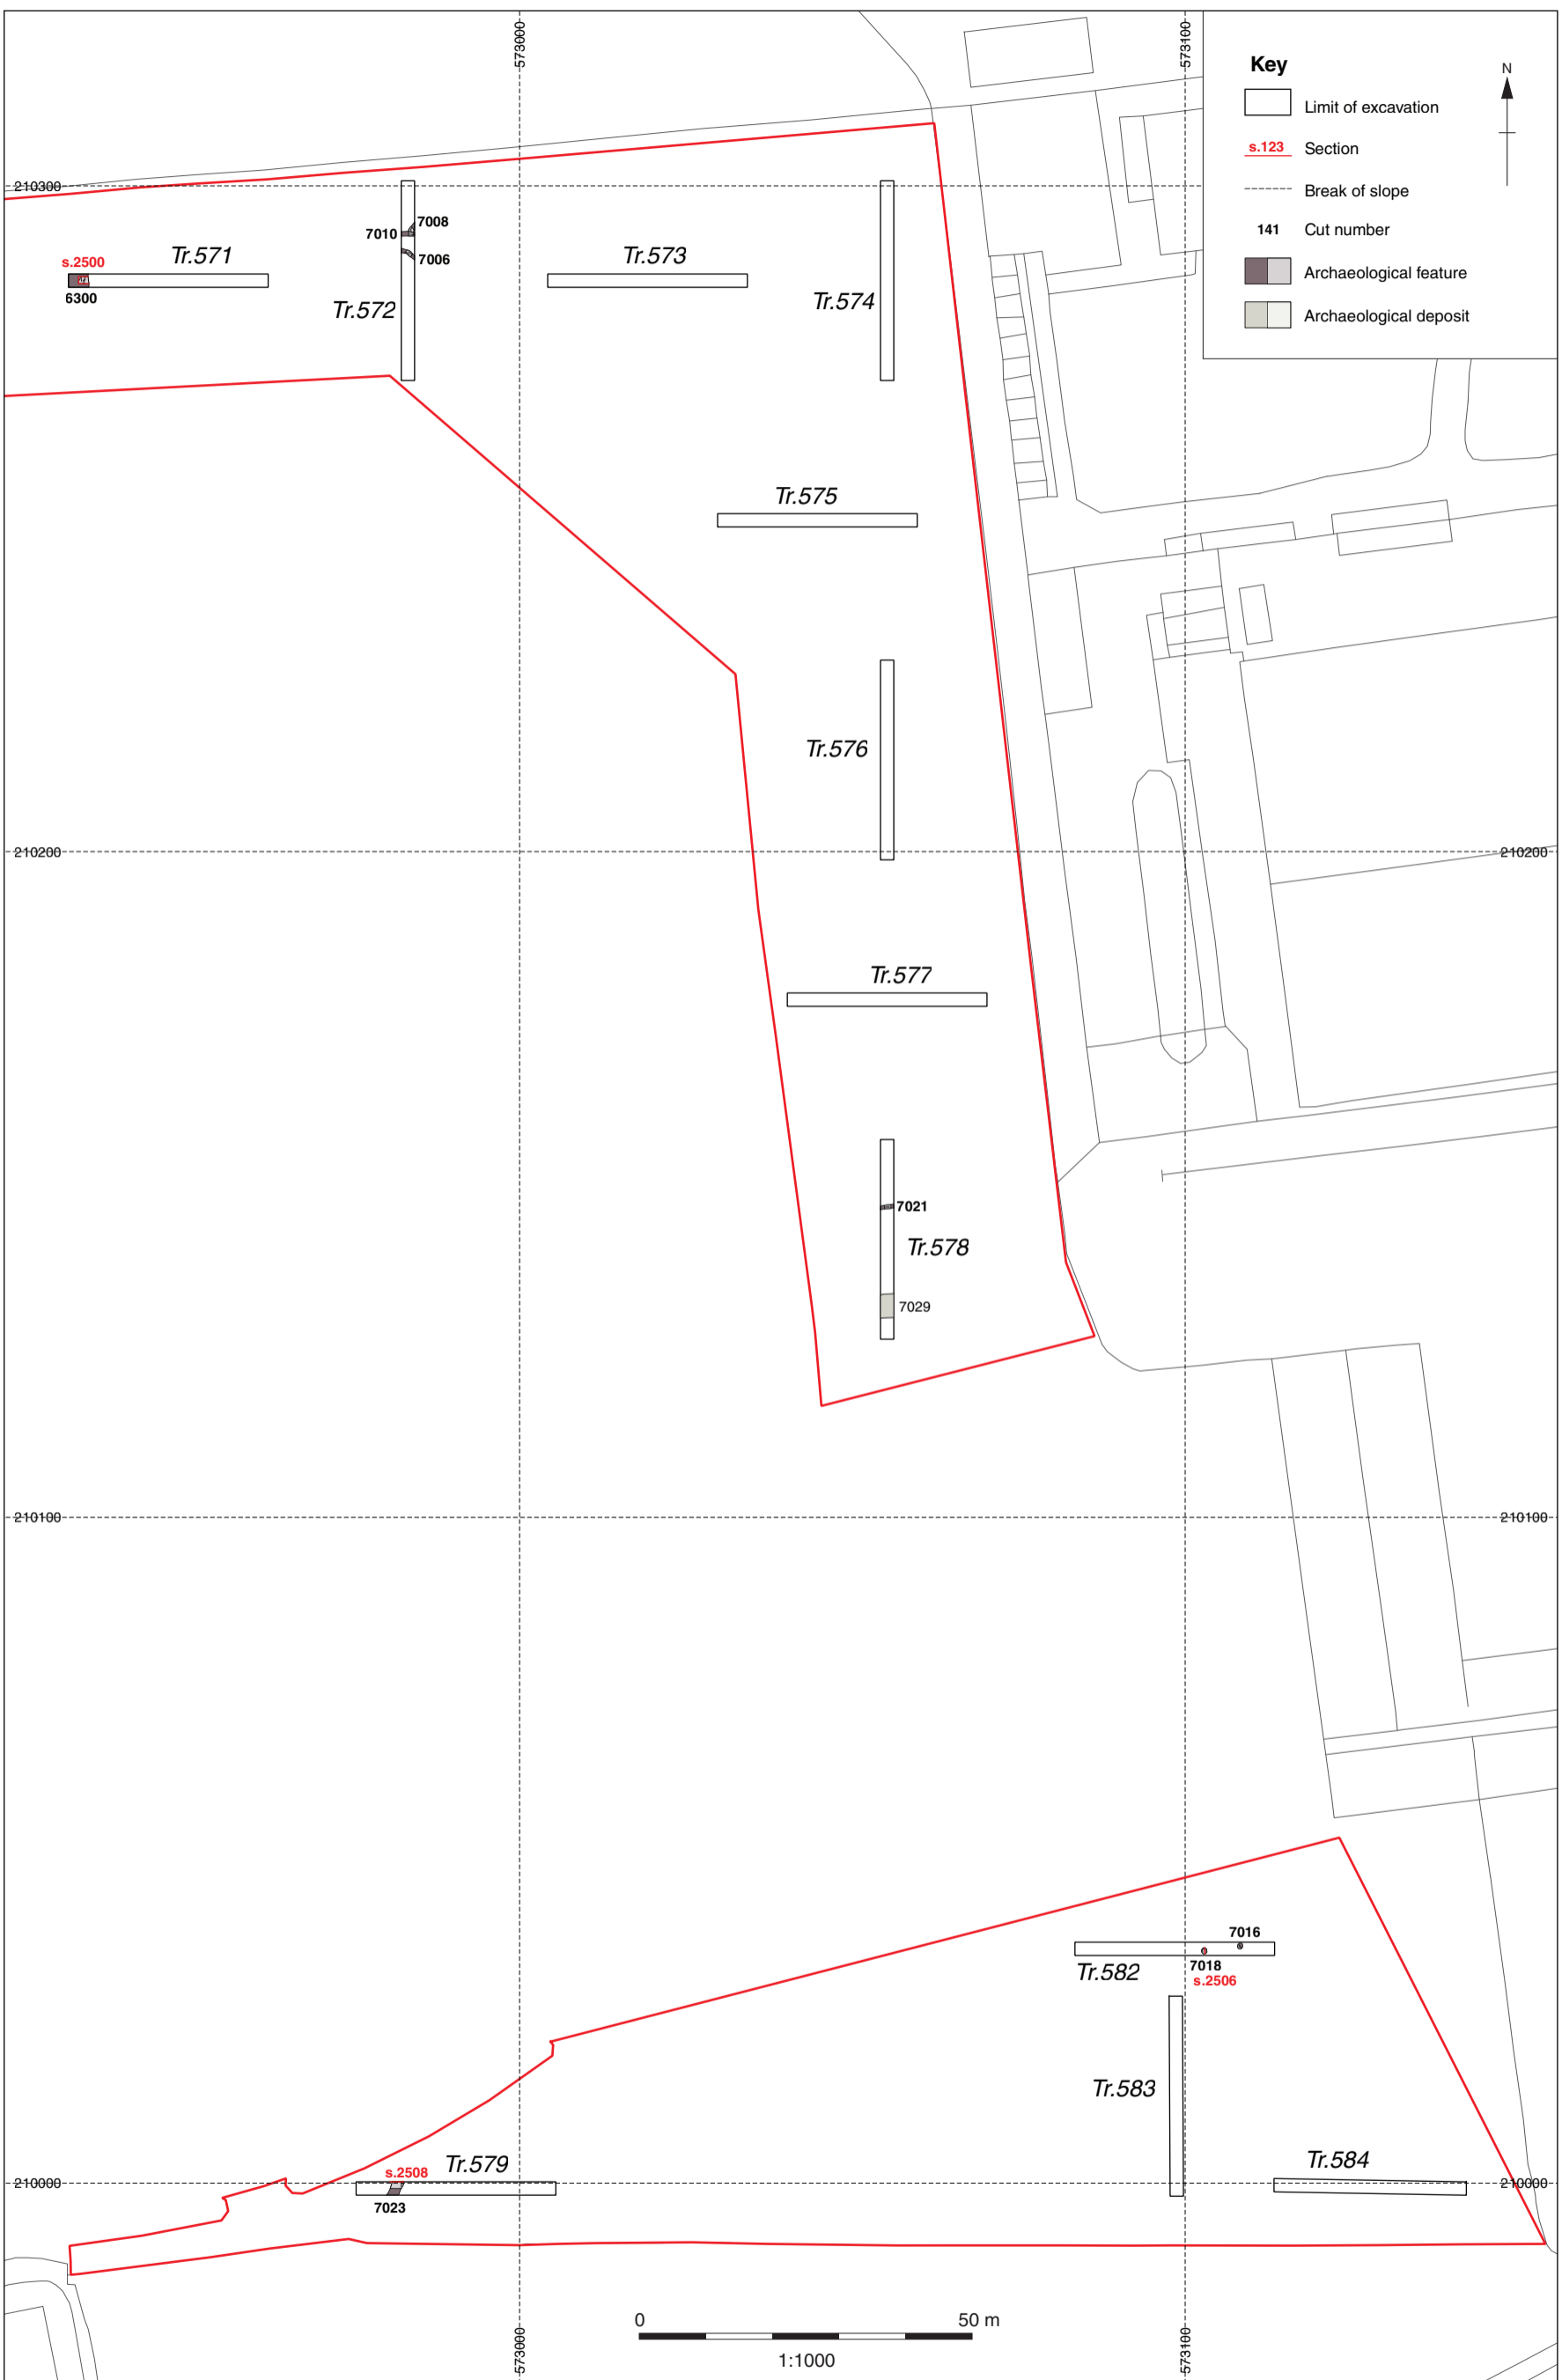 573000
573100
Key
N
Limit of excavation
s.123 Section
Break of slope
141 Cut number
Archaeological feature
Archaeological deposit
210300
7008
7010
7006
s.2500
Tr.571
6300
Tr.572
Tr.573
Tr.574
Tr.575
Tr.576
210200
210200
Tr.577
7021
Tr.578
7029
210100
210100
7016
7018
s.2506
Tr.582
Tr.583
Tr.579
s.2508
7023
Tr.584
210000
210000
0 50 m
1:1000
573000
573100